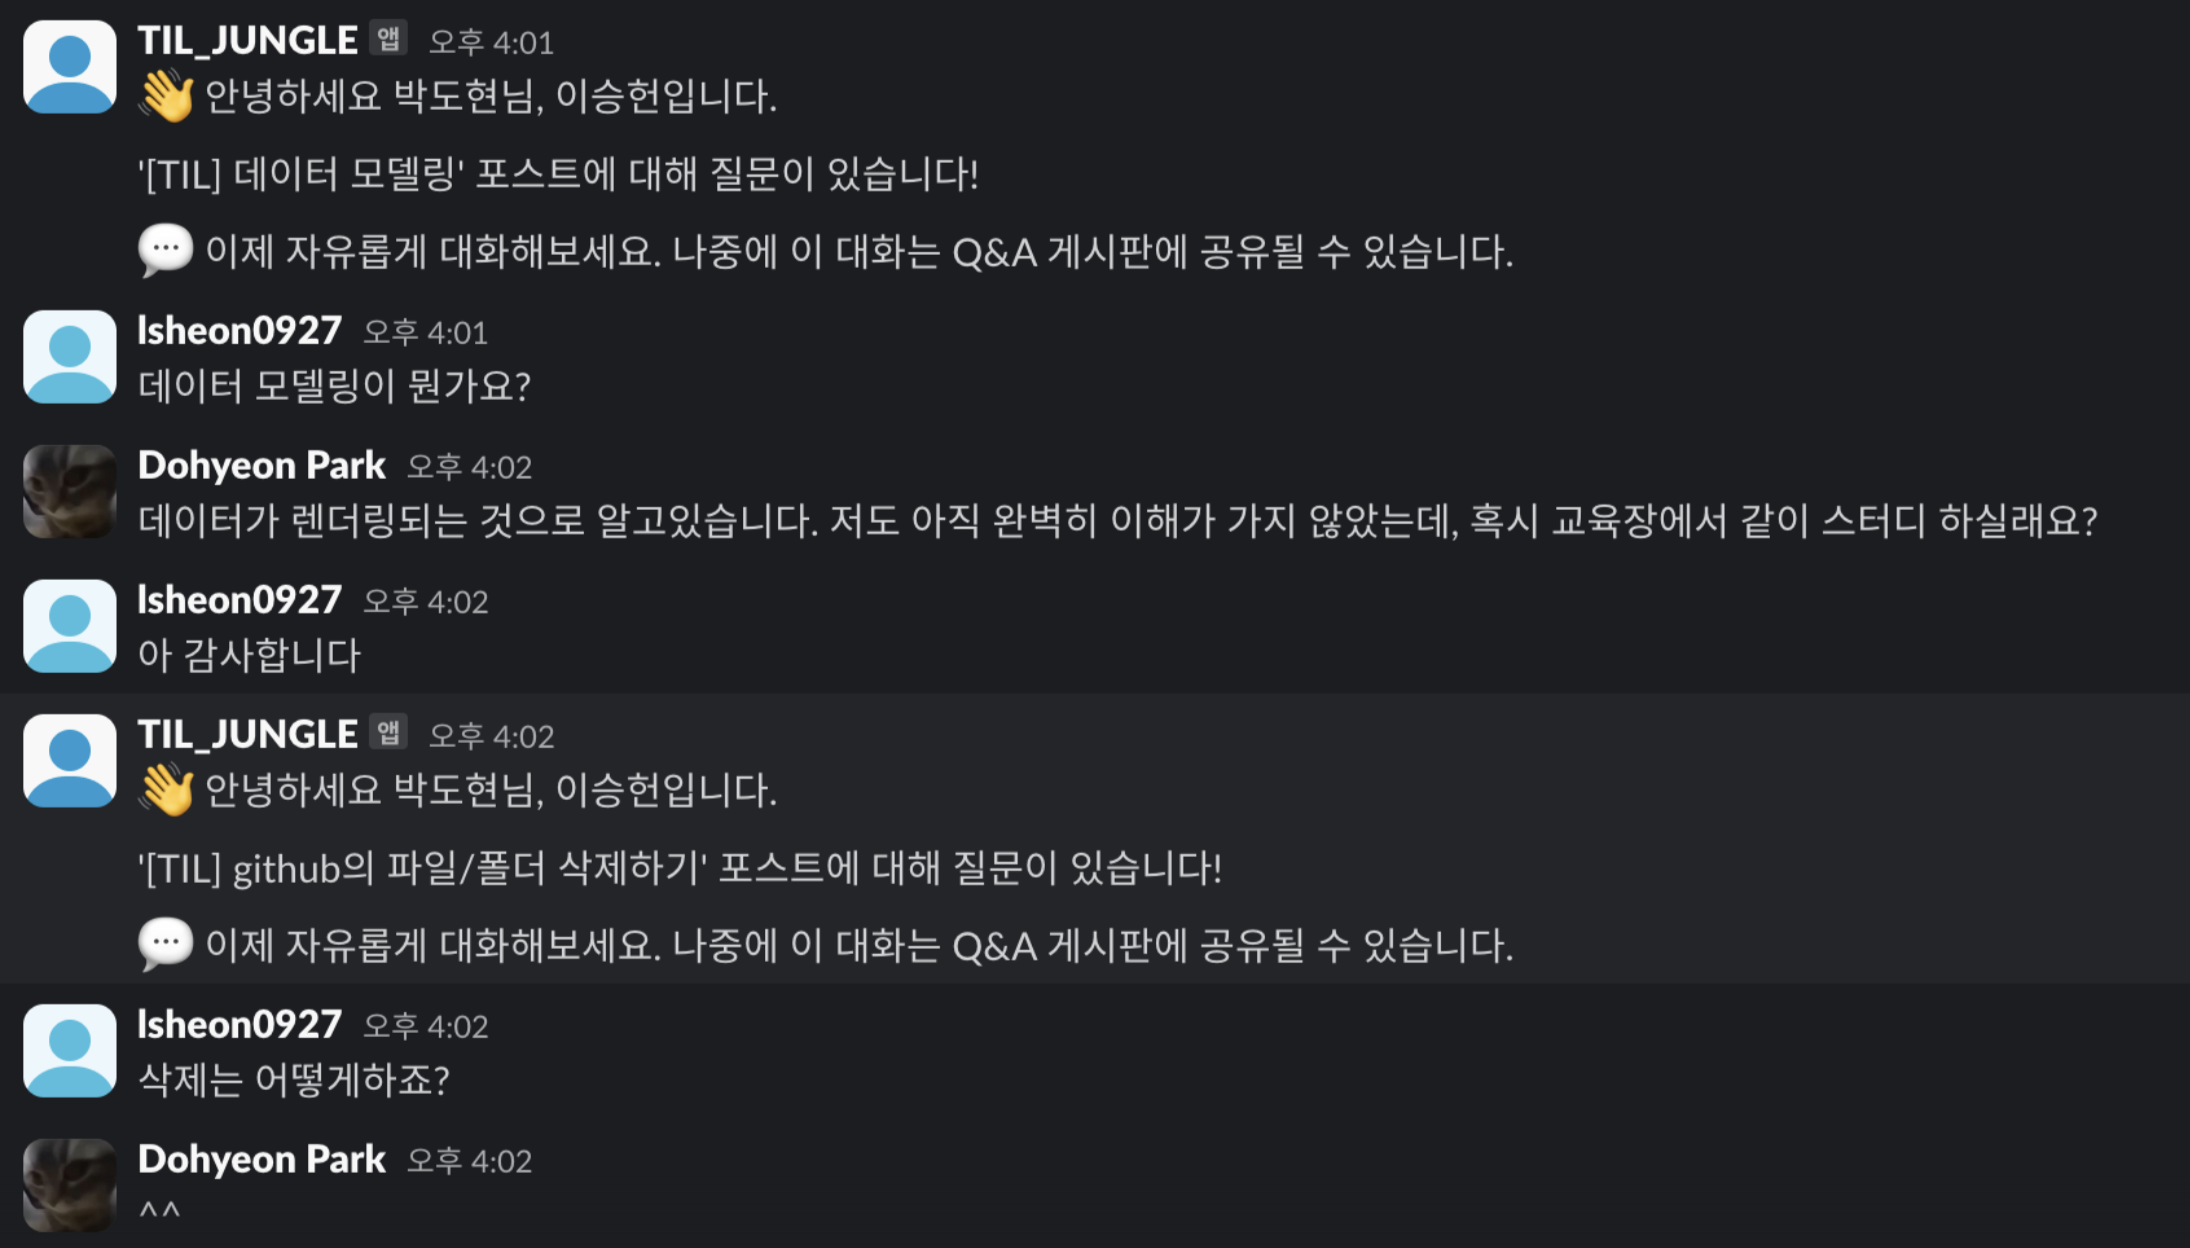 TIL_JUNGLE 앱 오후 4:01
👋 안녕하세요 박도현님, 이승헌입니다.
'[TIL] 데이터 모델링' 포스트에 대해 질문이 있습니다!
💬 이제 자유롭게 대화해보세요. 나중에 이 대화는 Q&A 게시판에 공유될 수 있습니다.
lsheon0927 오후 4:01
데이터 모델링이 뭔가요?
Dohyeon Park 오후 4:02
데이터가 렌더링되는 것으로 알고있습니다. 저도 아직 완벽히 이해가 가지 않았는데, 혹시 교육장에서 같이 스터디 하실래요?
lsheon0927 오후 4:02
아 감사합니다
TIL_JUNGLE 앱 오후 4:02
👋 안녕하세요 박도현님, 이승헌입니다.
'[TIL] github의 파일/폴더 삭제하기' 포스트에 대해 질문이 있습니다!
💬 이제 자유롭게 대화해보세요. 나중에 이 대화는 Q&A 게시판에 공유될 수 있습니다.
lsheon0927 오후 4:02
삭제는 어떻게하죠?
Dohyeon Park 오후 4:02
^^